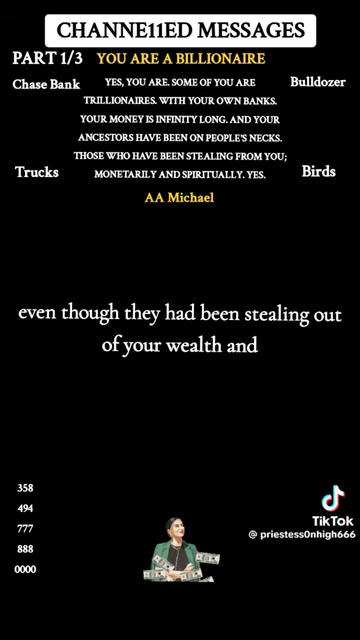 CHANNE11ED MESSAGES
PART 1/3 YOU ARE A BILLIONAIRE
Chase Bank
Bulldozer
YES, YOU ARE. SOME OF YOU ARE
TRILLIONAIRES. WITH YOUR OWN BANKS.
YOUR MONEY IS INFINITY LONG. AND YOUR
ANCESTORS HAVE BEEN ON PEOPLE'S NECKS.
THOSE WHO HAVE BEEN STEALING FROM YOU;
MONETARILY AND SPIRITUALLY. YES.
Trucks
Birds
AA Michael
even though they had been stealing out
of your wealth and
358
494
777
888
0000
TikTok
@ priestess0nhigh666